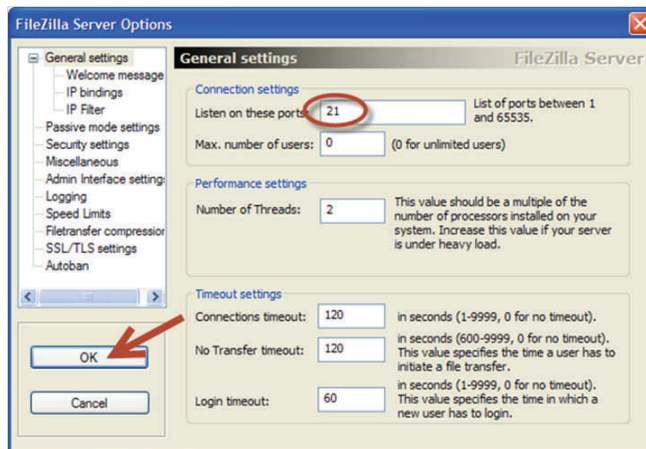 FileZilla Server Options
General settings
Welcome message
IP bindings
IP Filter
Passive mode settings
Security settings
Miscellaneous
Admin Interface setting
Logging
Speed Limits
Filetransfer compression
SSL/TLS settings
Autoban
OK
Cancel
General settings
FileZilla Server
Connection settings
Listen on these ports: 21
List of ports between 1
and 65535.
Max. number of users: 0 (0 for unlimited users)
Performance settings
Number of Threads: 2
This value should be a multiple of the
number of processors installed on your
system. Increase this value if your server
is under heavy load.
Timeout settings
Connections timeout: 120 in seconds (1-9999, 0 for no timeout).
No Transfer timeout: 120
in seconds (600-9999, 0 for no timeout).
This value specifies the time a user has to
initiate a file transfer.
Login timeout: 60
in seconds (1-9999, 0 for no timeout).
This value specifies the time in which a
new user has to login.